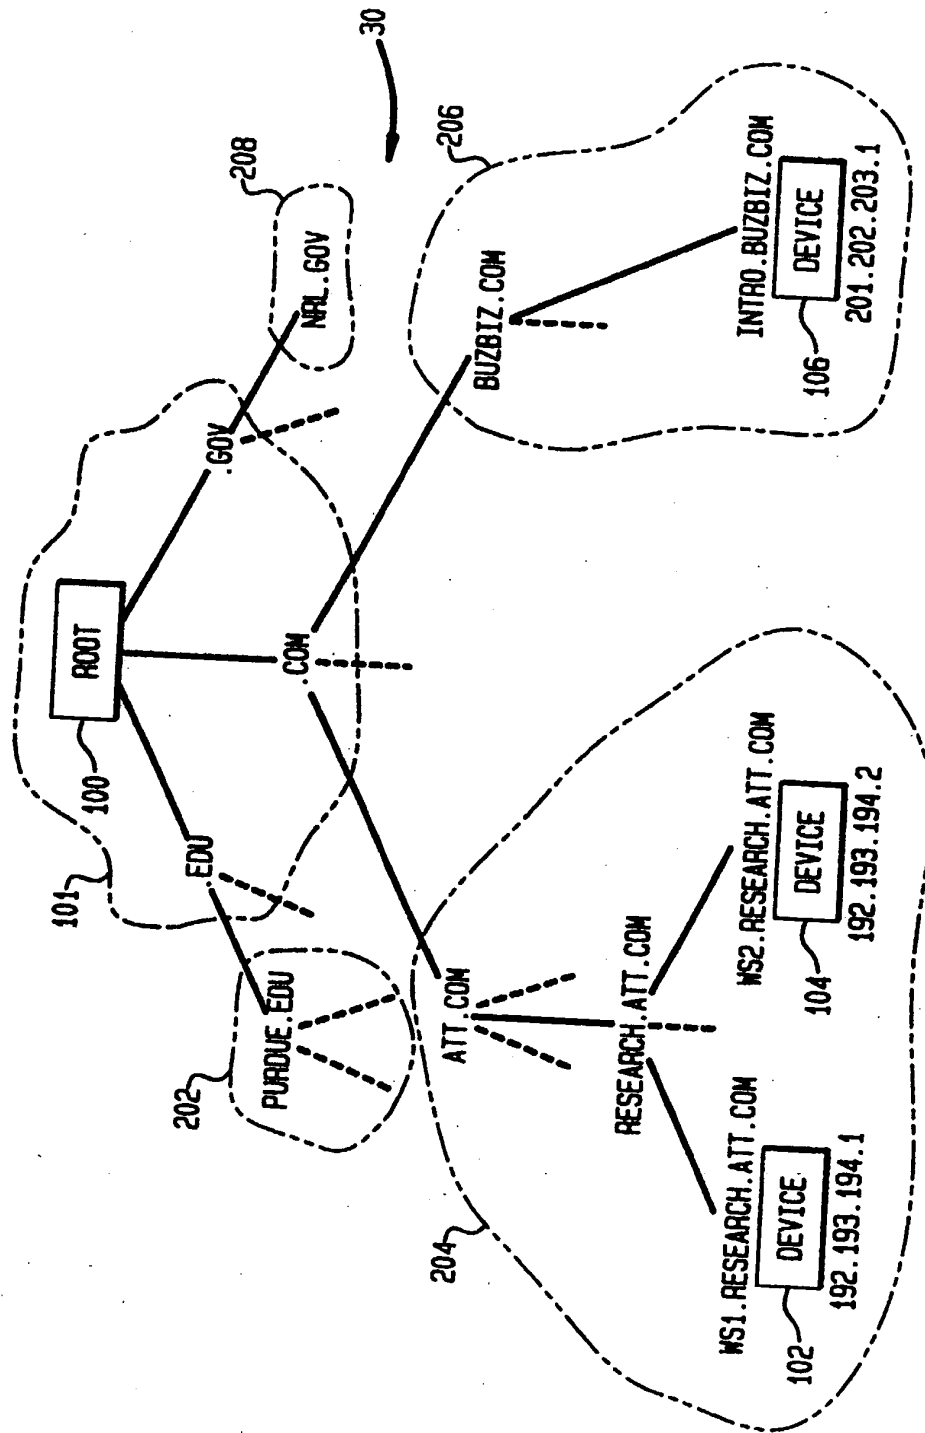 30
ROOT
100
101
.EDU
.GOV
.COM
208
NRL.GOV
202
PURDUE.EDU
206
BUZBIZ.COM
INTRO.BUZBIZ.COM
DEVICE
106
201.202.203.1
204
ATT.COM
RESEARCH.ATT.COM
WS1.RESEARCH.ATT.COM
DEVICE
102
192.193.194.1
WS2.RESEARCH.ATT.COM
DEVICE
104
192.193.194.2